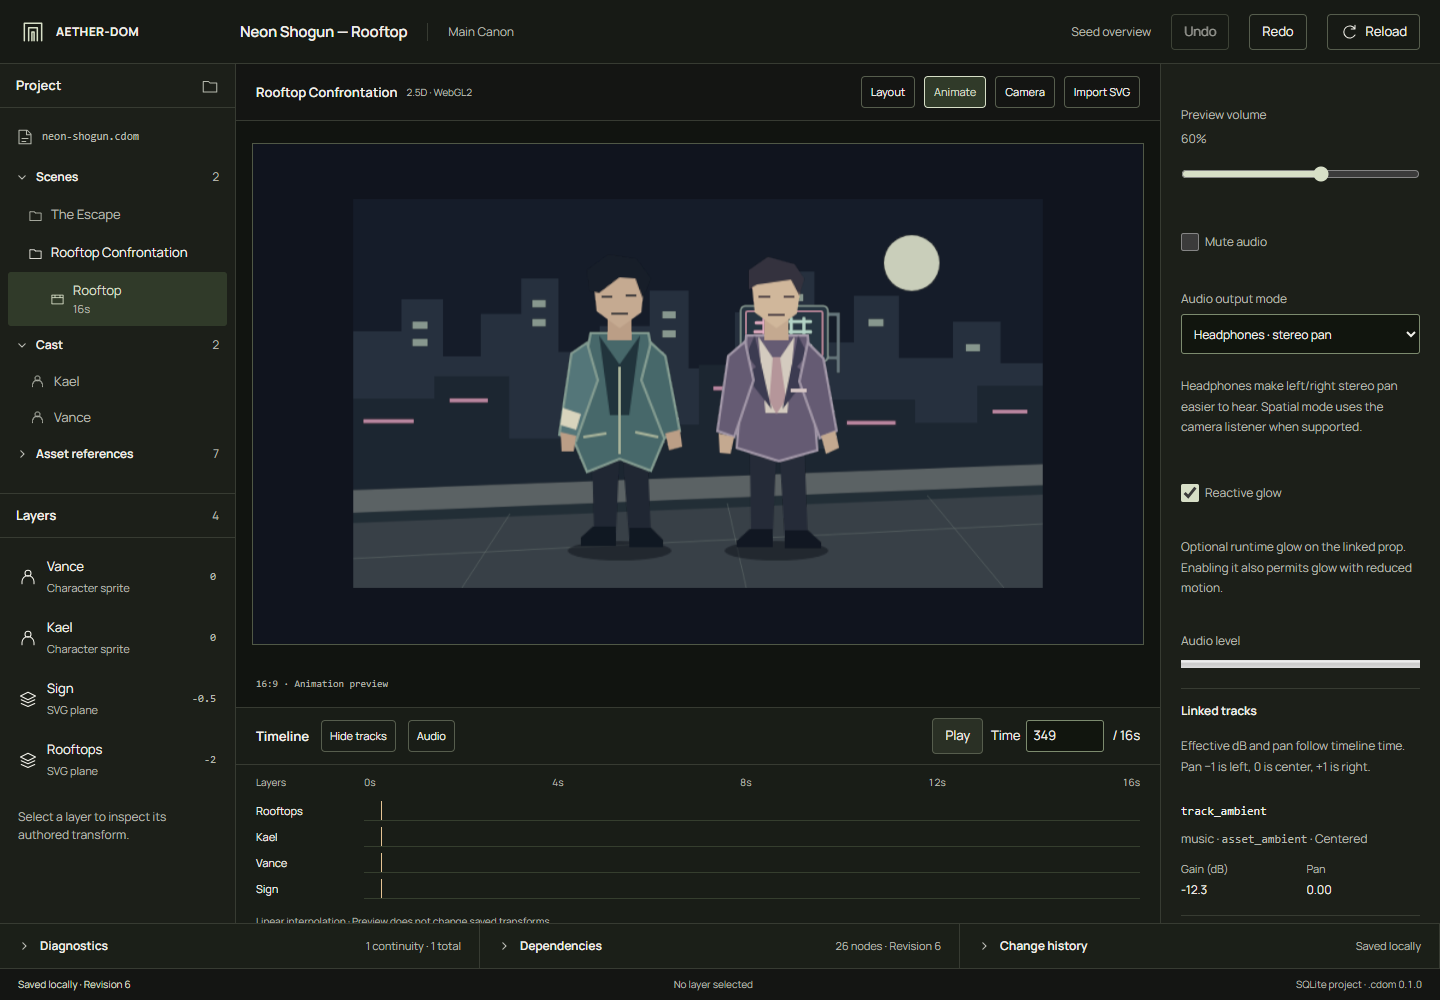 AETHER-DOM
Neon Shogun — Rooftop
Main Canon
Seed overview
Undo
Redo
Reload
Project
neon-shogun.cdom
Scenes
2
The Escape
Rooftop Confrontation
Rooftop
16s
Cast
2
Kael
Vance
Asset references
7
Layers
4
Vance
Character sprite
0
Kael
Character sprite
0
Sign
SVG plane
-0.5
Rooftops
SVG plane
-2
Select a layer to inspect its
authored transform.
Rooftop Confrontation
2.5D · WebGL2
Layout
Animate
Camera
Import SVG
16:9 · Animation preview
Timeline
Hide tracks
Audio
Play
Time
349
/ 16s
Layers
0s
4s
8s
12s
16s
Rooftops
Kael
Vance
Sign
Linear interpolation · Preview does not change saved transforms
Preview volume
60%
Mute audio
Audio output mode
Headphones · stereo pan
Headphones make left/right stereo pan
easier to hear. Spatial mode uses the
camera listener when supported.
Reactive glow
Optional runtime glow on the linked prop.
Enabling it also permits glow with reduced
motion.
Audio level
Linked tracks
Effective dB and pan follow timeline time.
Pan −1 is left, 0 is center, +1 is right.
track_ambient
music · asset_ambient · Centered
Gain (dB)
Pan
-12.3
0.00
Diagnostics
1 continuity · 1 total
Dependencies
26 nodes · Revision 6
Change history
Saved locally
Saved locally · Revision 6
No layer selected
SQLite project · .cdom 0.1.0